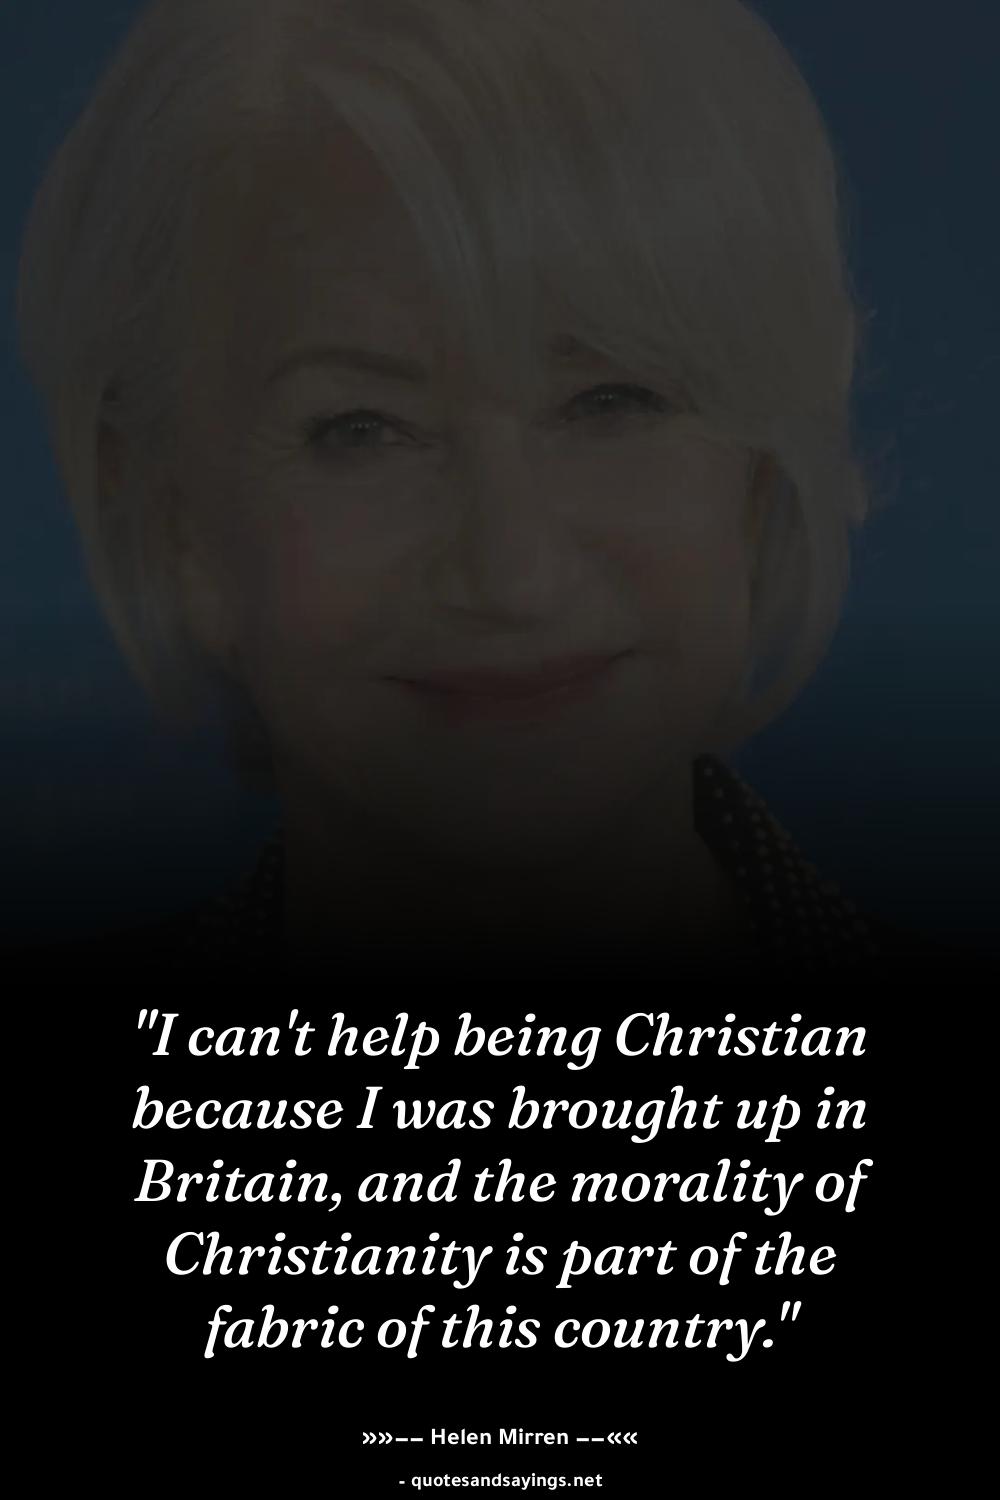 "I can't help being Christian
because I was brought up in
Britain, and the morality of
Christianity is part of the
fabric of this country."
»»−− Helen Mirren −−««
- quotesandsayings.net